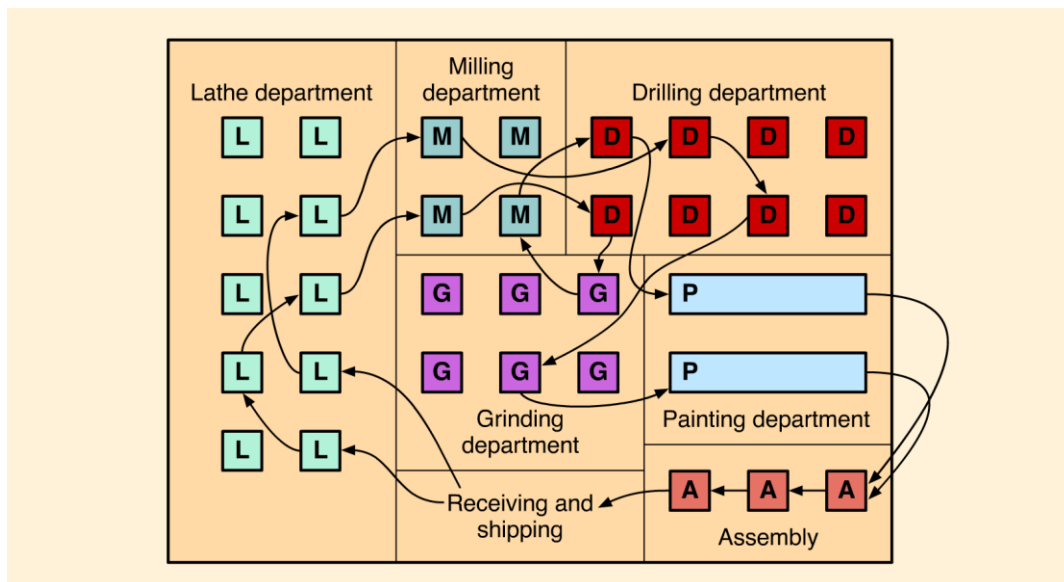 Lathe department
Milling
department
Drilling department
L L M M D D D D
L L M M D D D D
L L G G G P
L L G G G P
Grinding
department
Painting department
L L
A A A
Receiving and
shipping
Assembly